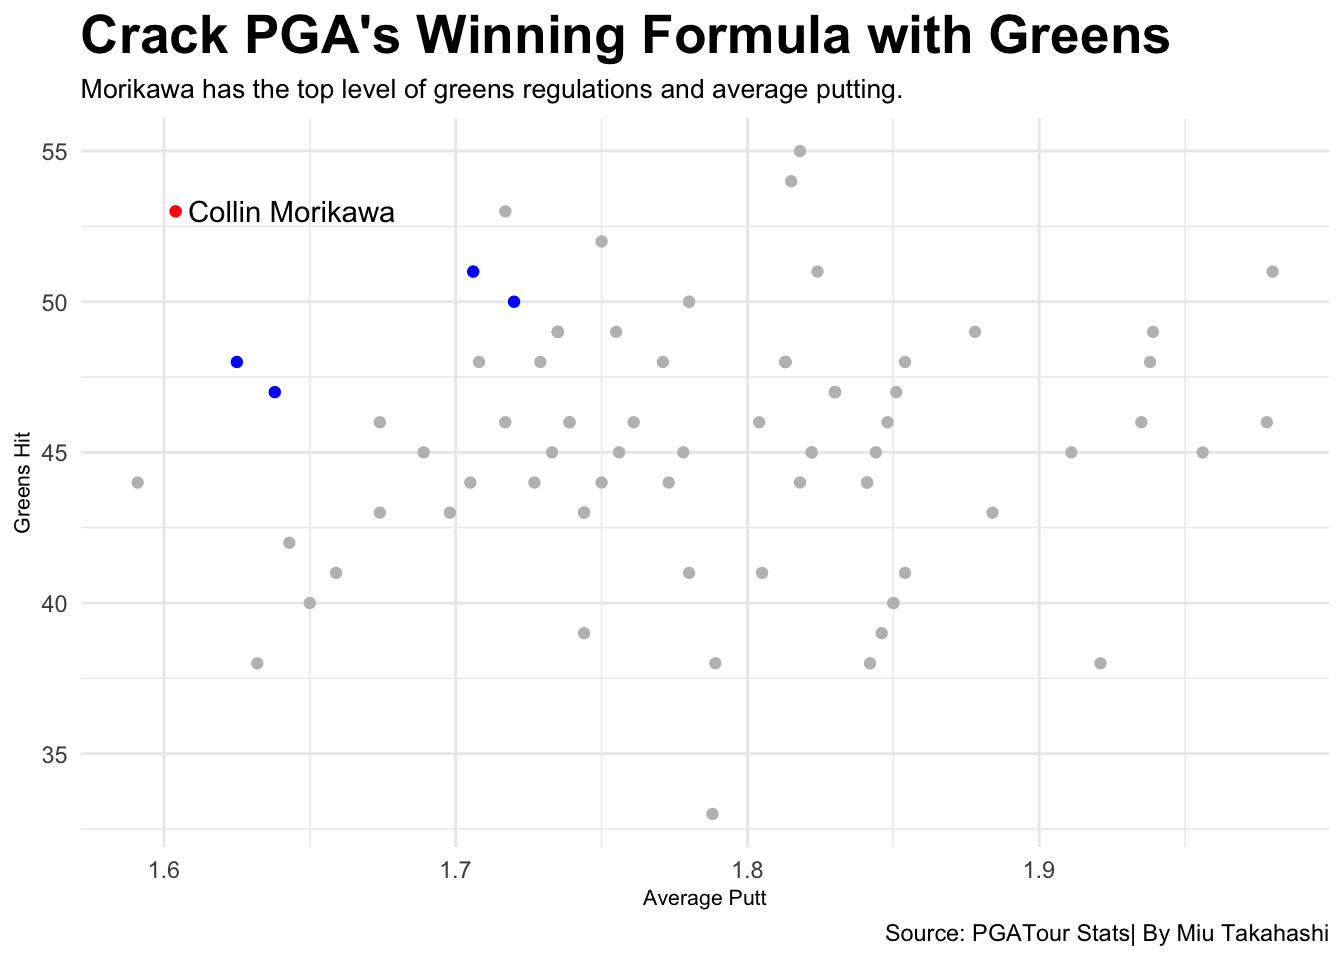 Crack PGA's Winning Formula with Greens
Morikawa has the top level of greens regulations and average putting.
55
Collin Morikawa
50
45
Greens Hit
40
35
1.6 1.7 1.8 1.9
Average Putt
Source: PGATour Stats| By Miu Takahashi